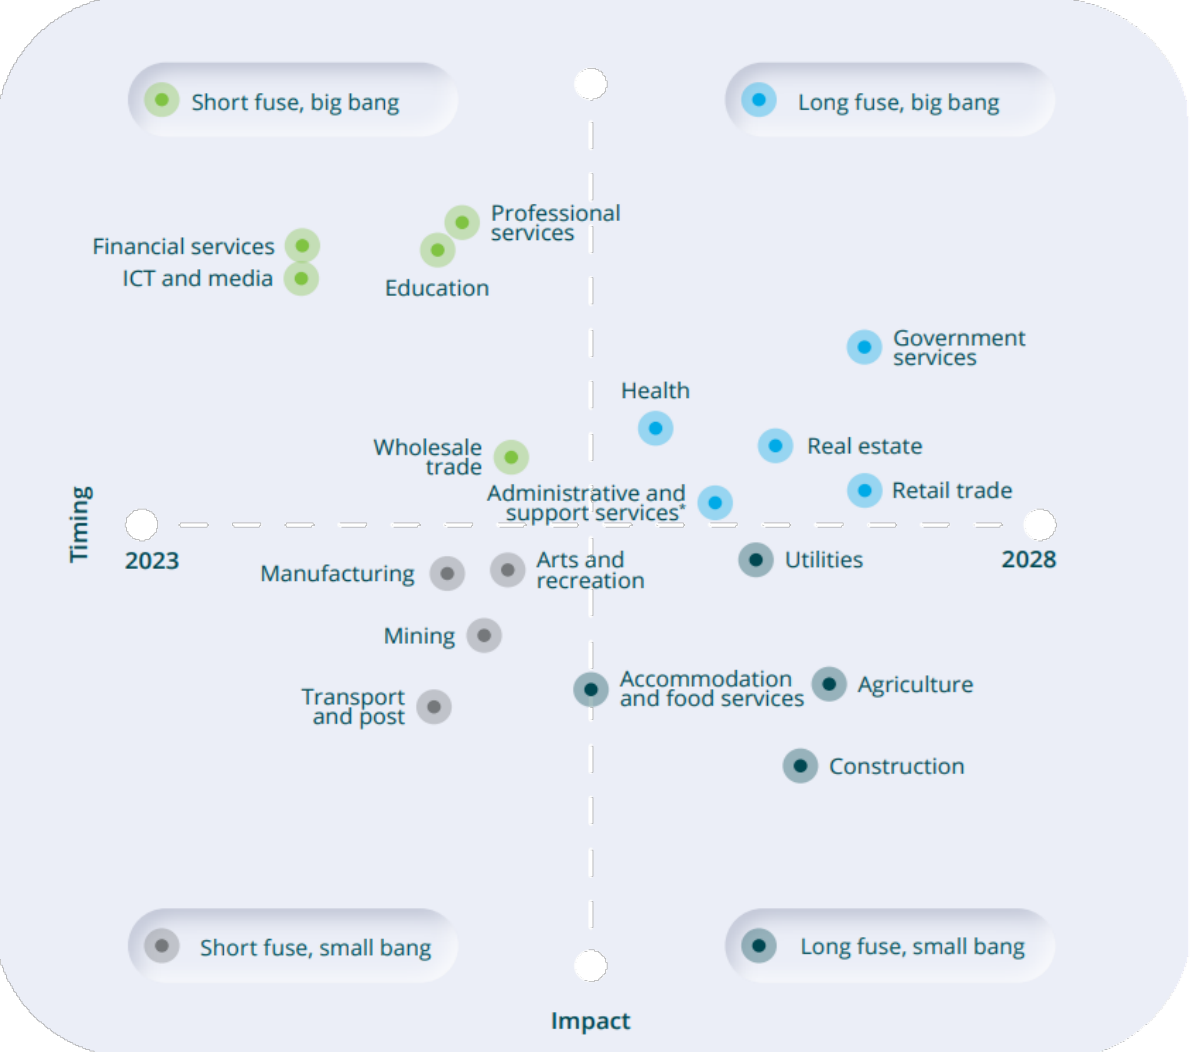 Short fuse, big bang
Long fuse, big bang
Professional
services
Financial services
ICT and media
Education
Government
services
Health
Wholesale
trade
Real estate
Administrative and
support services*
Retail trade
Timing
2023
2028
Manufacturing
Arts and
recreation
Utilities
Mining
Transport
and post
Accommodation
and food services
Agriculture
Construction
Short fuse, small bang
Long fuse, small bang
Impact